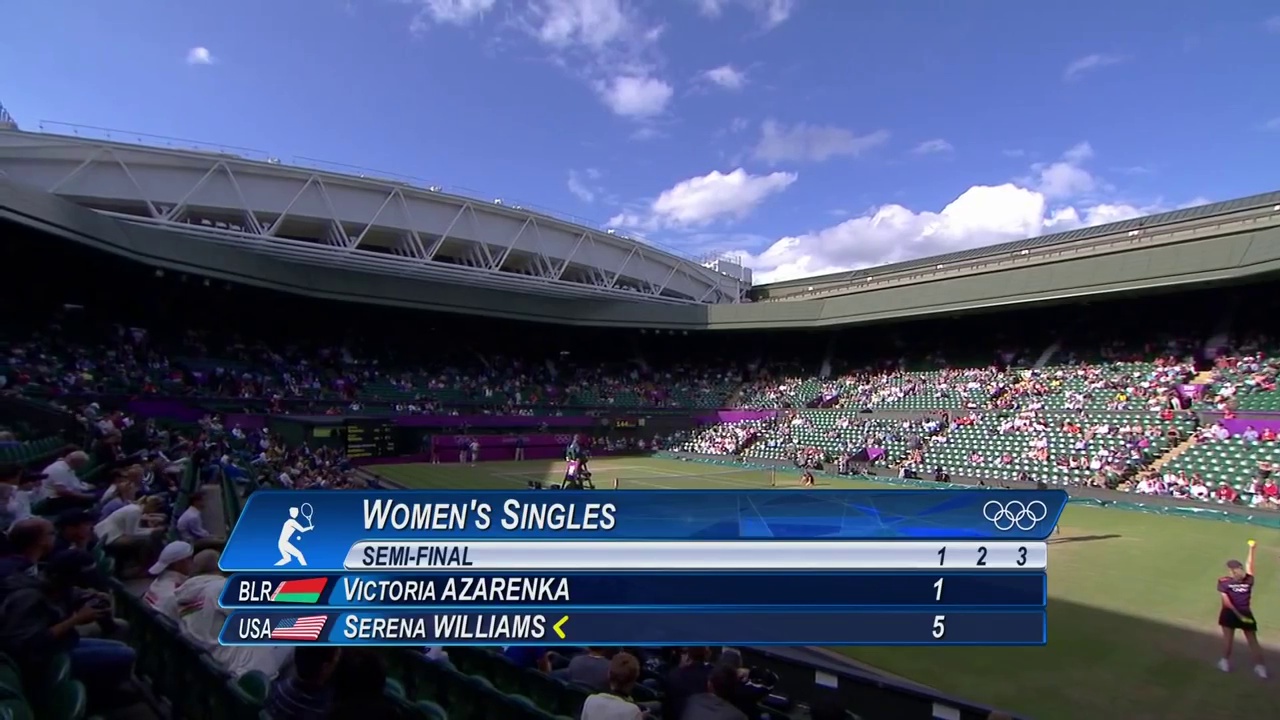 WOMEN'S SINGLES
SEMI-FINAL 1 2 3
BLR VICTORIA AZARENKA 1
USA SERENA WILLIAMS < 5